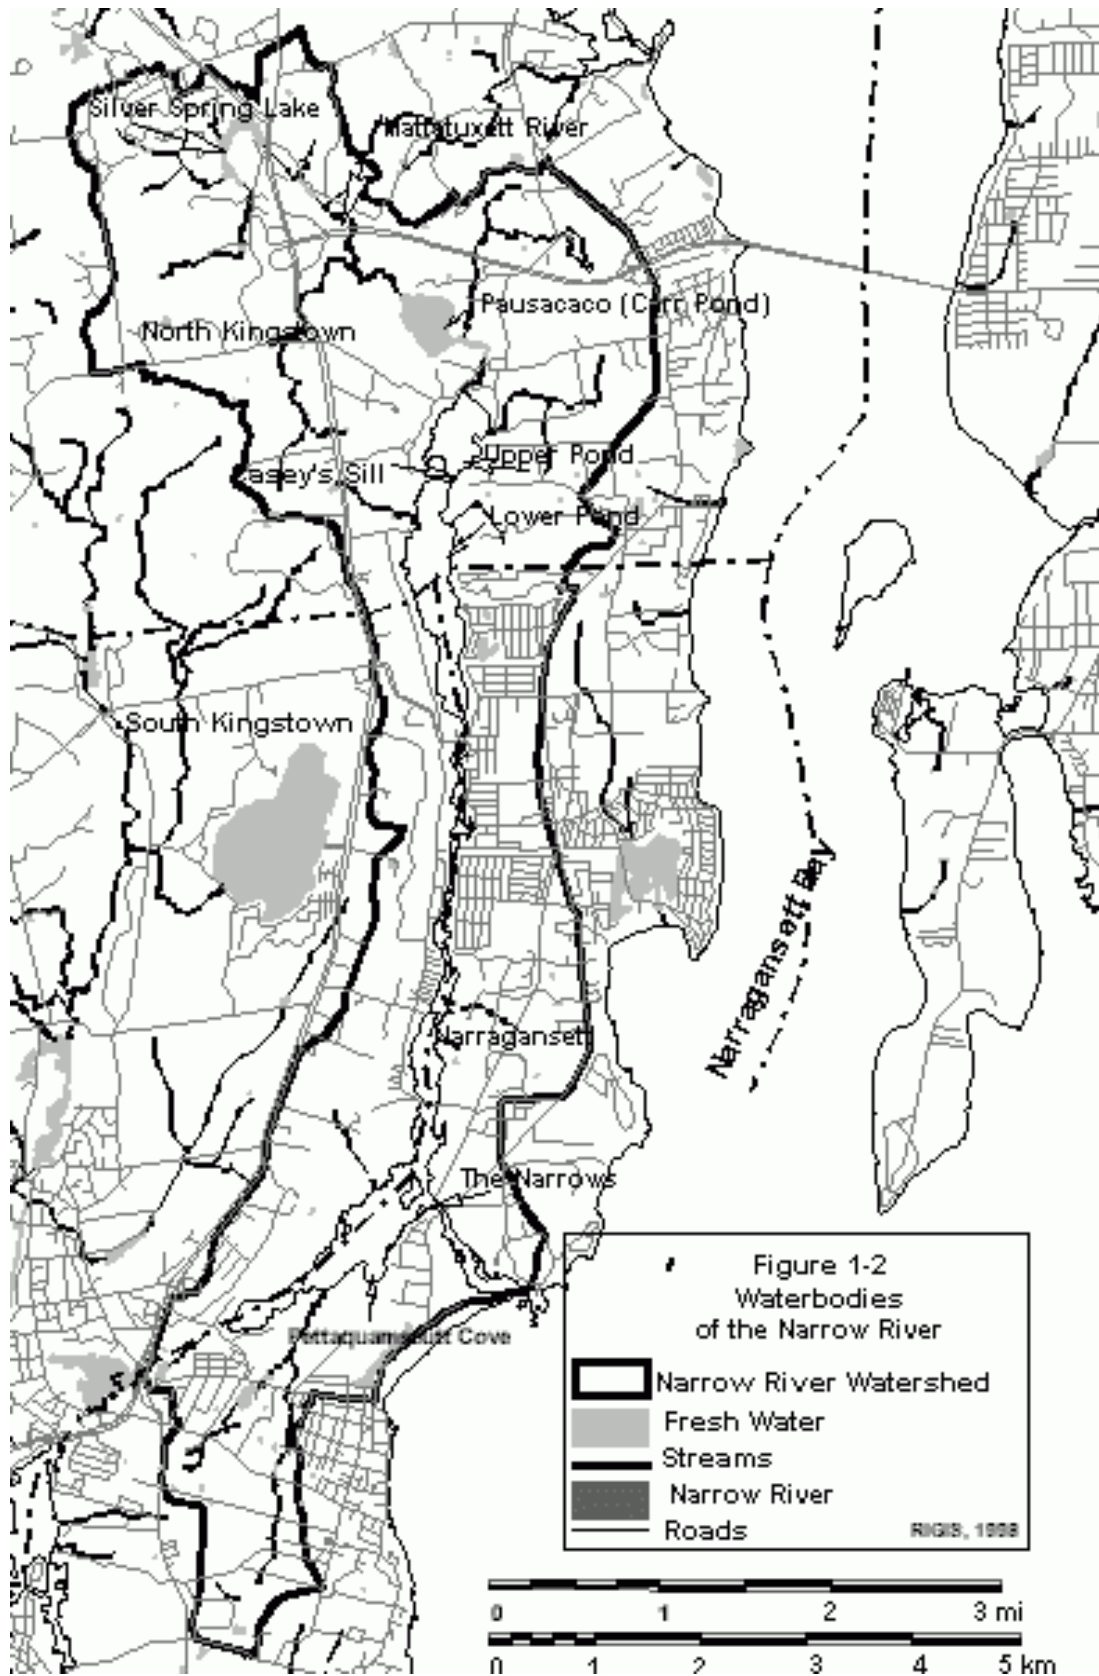 Silver Spring Lake
Mattatuxett River
Pausacaco (Carr Pond)
North Kingstown
Upper Pond
Casey's Sill
Lower Pond
South Kingstown
Narragansett Bay
Narragansett
The Narrows
Pettaquamscutt Cove
Figure 1-2
Waterbodies
of the Narrow River
Narrow River Watershed
Fresh Water
Streams
Narrow River
Roads
RIGIS, 1998
0 1 2 3 mi
0 1 2 3 4 5 km